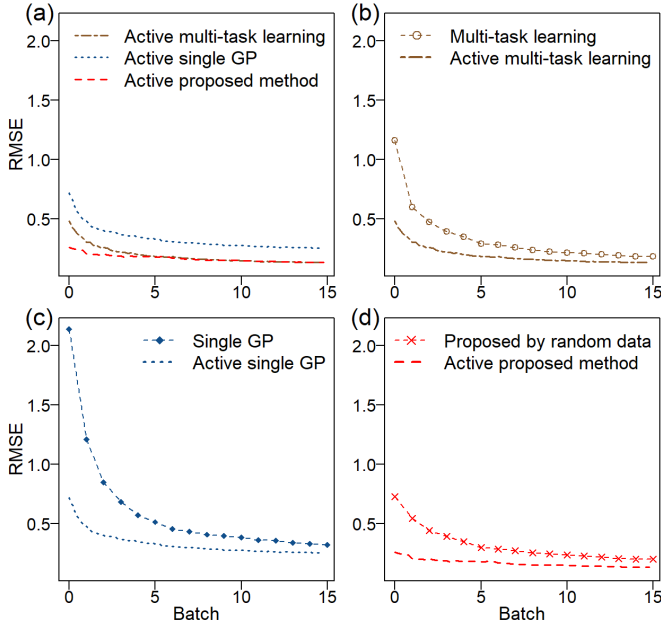 (a)
Active multi-task learning
Active single GP
Active proposed method
RMSE
2.0
1.5
1.0
0.5
0 5 10 15
(b)
Multi-task learning
Active multi-task learning
2.0
1.5
1.0
0.5
0 5 10 15
(c)
Single GP
Active single GP
RMSE
2.0
1.5
1.0
0.5
0 5 10 15
Batch
(d)
Proposed by random data
Active proposed method
2.0
1.5
1.0
0.5
0 5 10 15
Batch